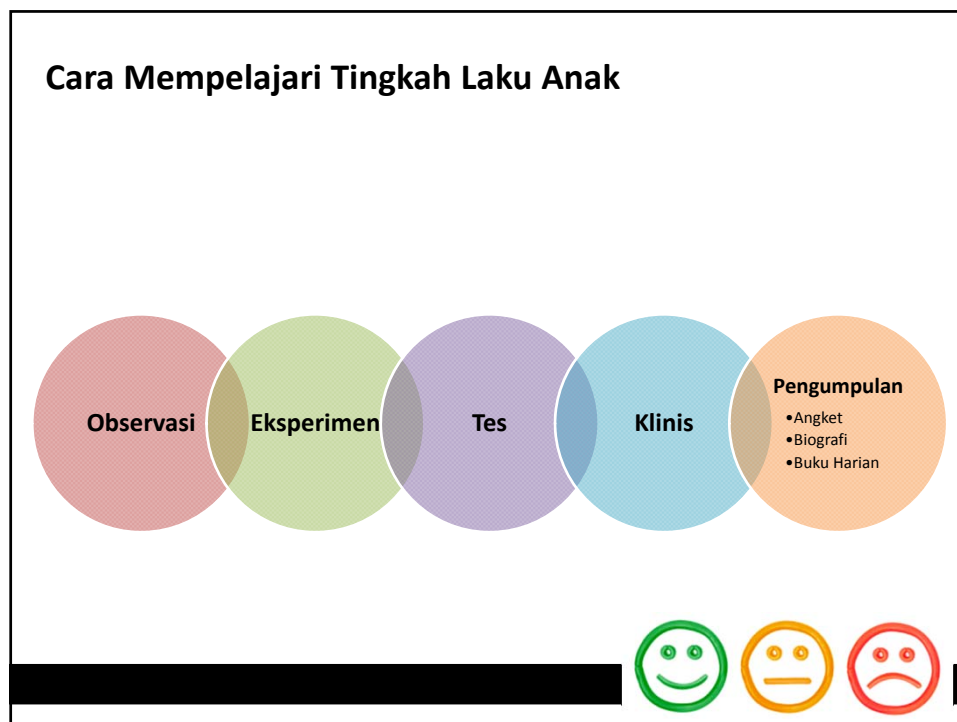 Cara Mempelajari Tingkah Laku Anak
Observasi
Eksperimen
Tes
Klinis
Pengumpulan
•Angket
•Biografi
•Buku Harian